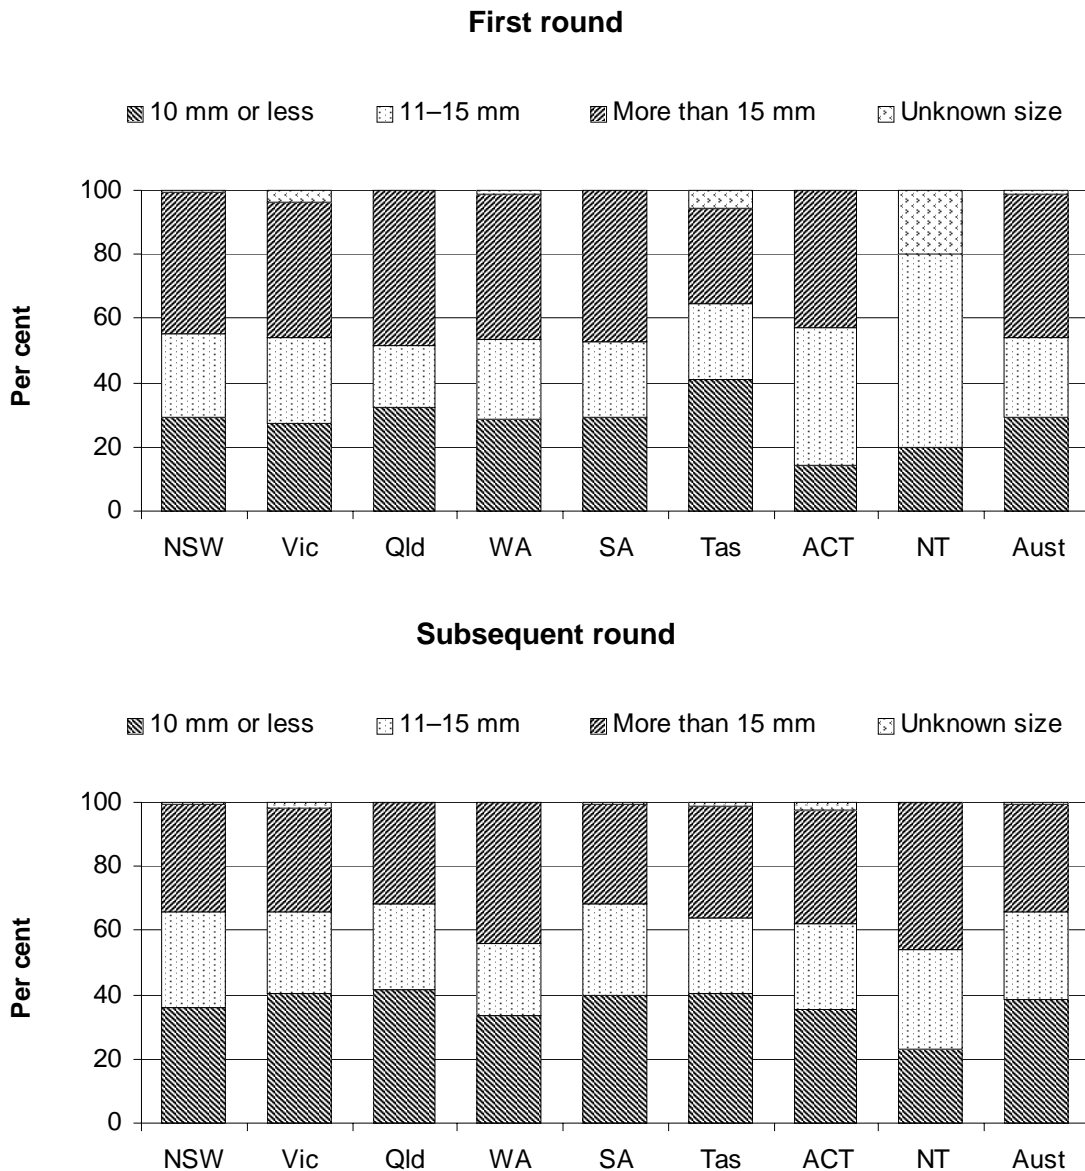 First round
10 mm or less 11–15 mm More than 15 mm Unknown size
100
80
60
40
20
0
Per cent
NSW Vic Qld WA SA Tas ACT NT Aust
Subsequent round
10 mm or less 11–15 mm More than 15 mm Unknown size
100
80
60
40
20
0
Per cent
NSW Vic Qld WA SA Tas ACT NT Aust